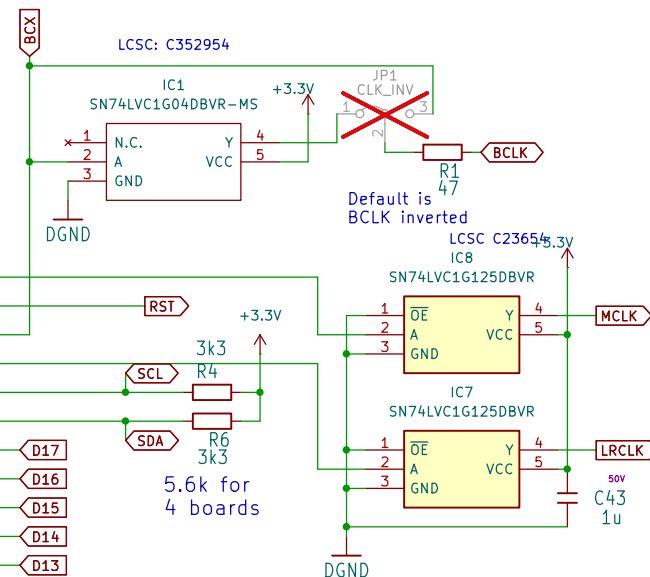 BCX
LCSC: C352954
IC1
SN74LVC1G04DBVR-MS
+3.3V
JP1
CLK_INV
1
3
2
1 N.C. Y 4
2 A VCC 5
3 GND
DGND
BCLK
R1
47
Default is
BCLK inverted
LCSC C23654
+3.3V
IC8
SN74LVC1G125DBVR
1 OE Y 4
2 A VCC 5
3 GND
MCLK
RST
+3.3V
3k3
R4
SCL
SDA
R6
3k3
5.6k for
4 boards
IC7
SN74LVC1G125DBVR
1 OE Y 4
2 A VCC 5
3 GND
LRCLK
50V
C43
1u
DGND
D17
D16
D15
D14
D13